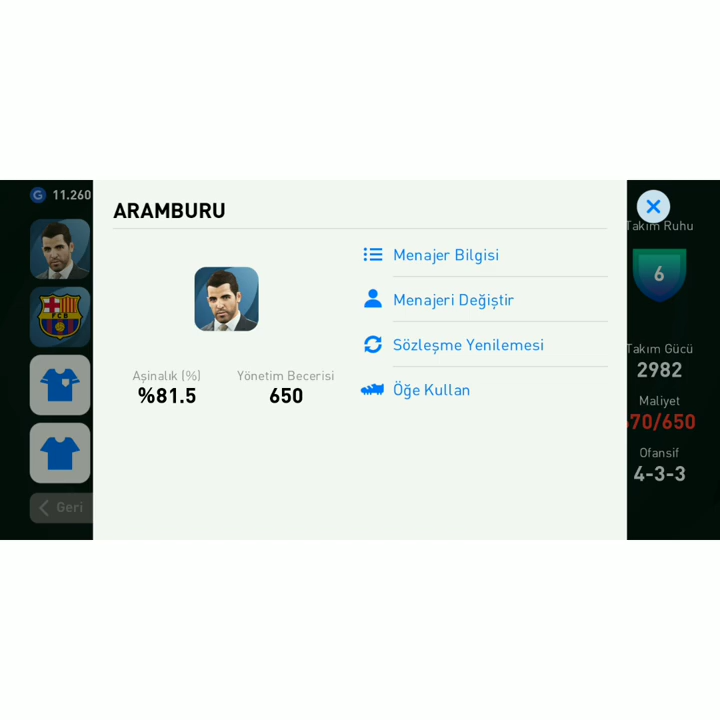 11.260
ARAMBURU
Takım Ruhu
6
Menajer Bilgisi
Menajeri Değiştir
Sözleşme Yenilemesi
Öğe Kullan
Aşinalık (%)
%81.5
Yönetim Becerisi
650
FCB
Takım Gücü
2982
Maliyet
70/650
Ofansif
4-3-3
Geri